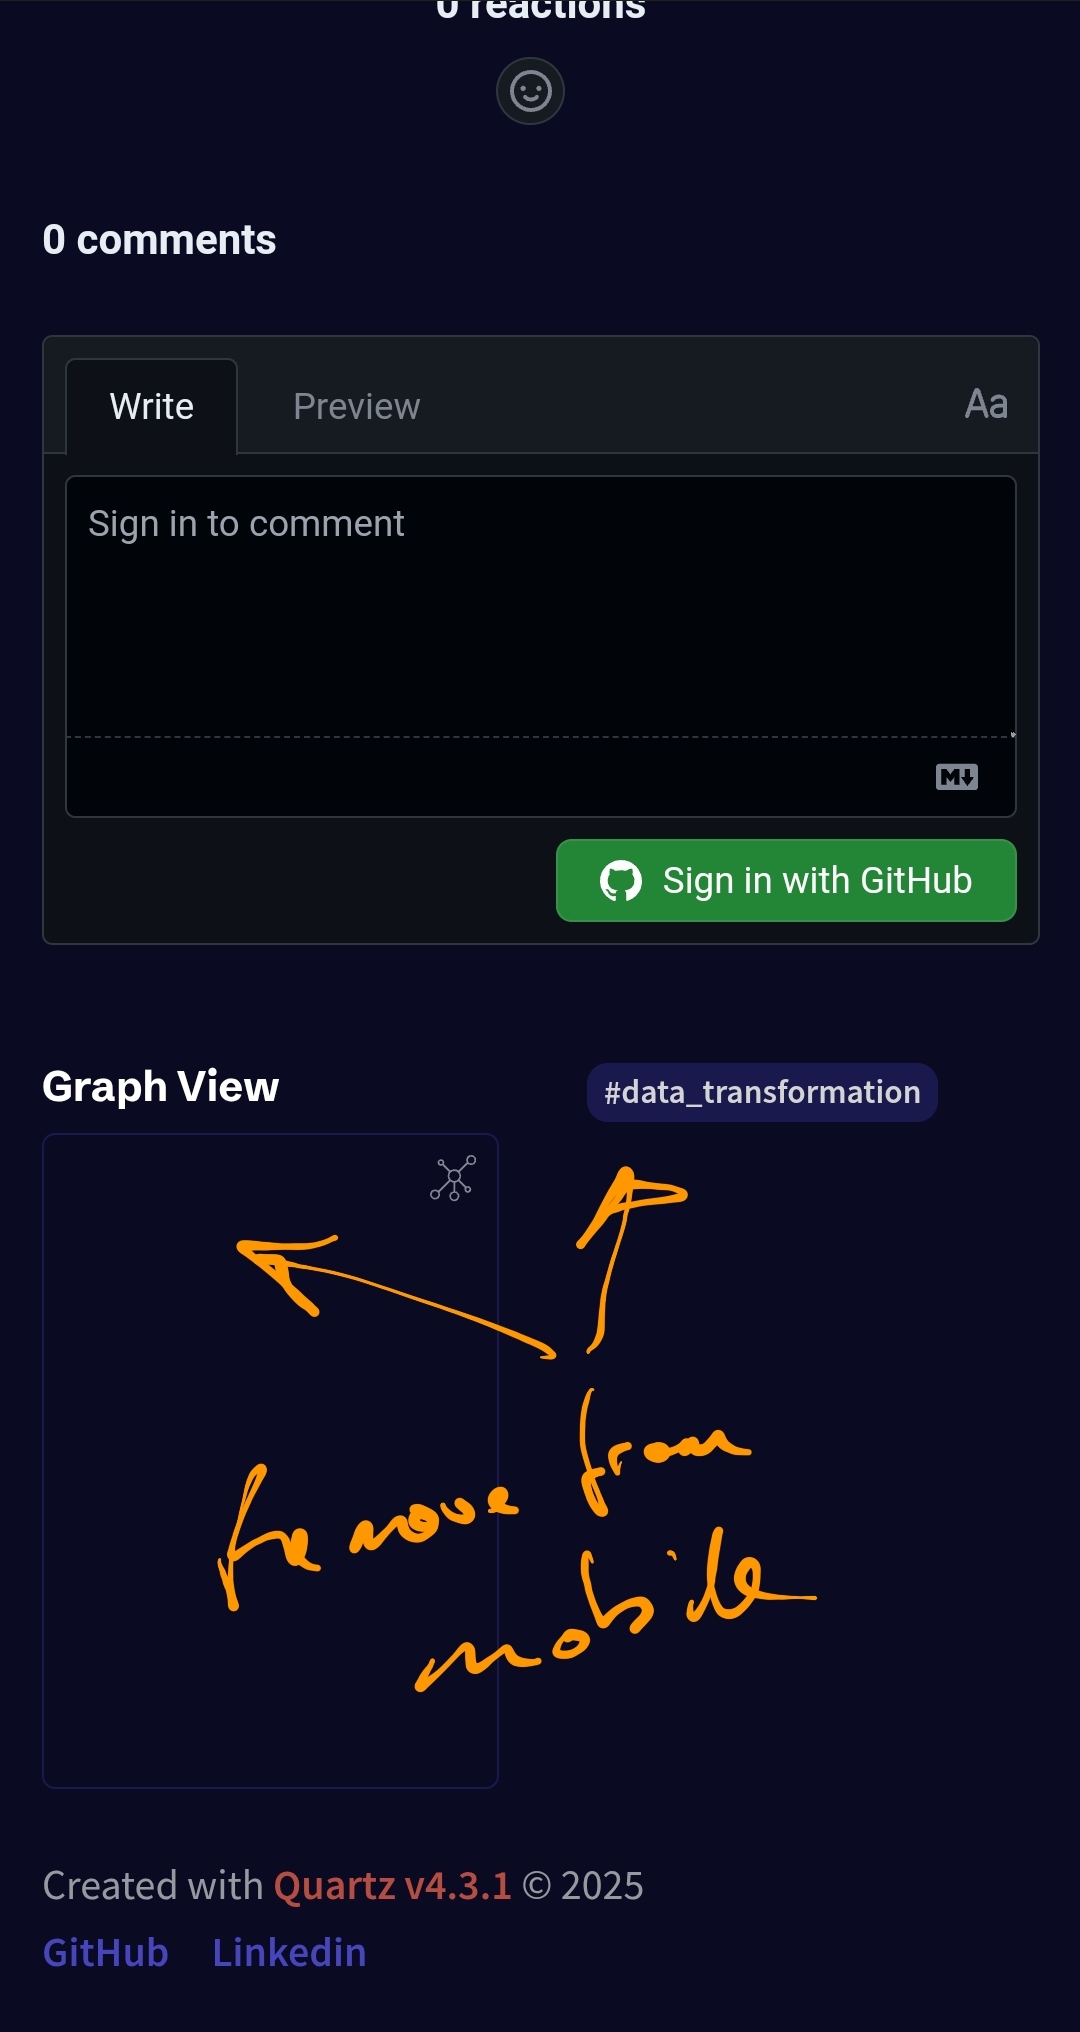 0 reactions
0 comments
Write Preview Aa
Sign in to comment
M↓
Sign in with GitHub
Graph View #data_transformation
Remove from
mobile
Created with Quartz v4.3.1 © 2025
GitHub Linkedin